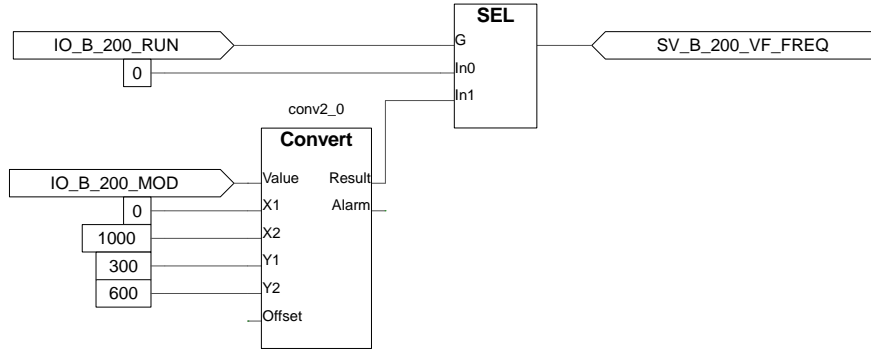 SEL
IO_B_200_RUN
G
SV_B_200_VF_FREQ
0
In0
In1
conv2_0
Convert
IO_B_200_MOD
Value
Result
0
X1
Alarm
1000
X2
300
Y1
600
Y2
Offset